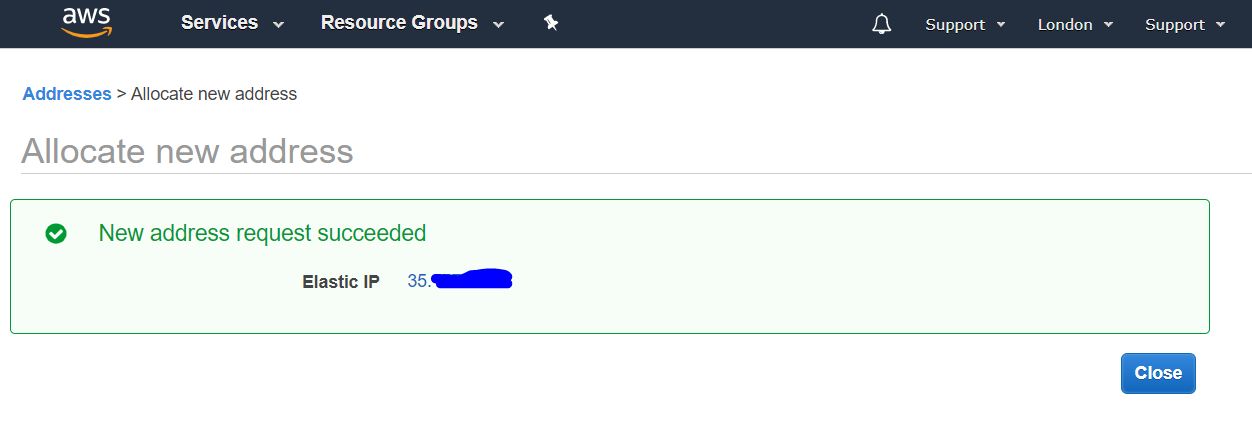 aws Services Resource Groups Support London Support
Addresses > Allocate new address
Allocate new address
New address request succeeded
Elastic IP 35.
Close